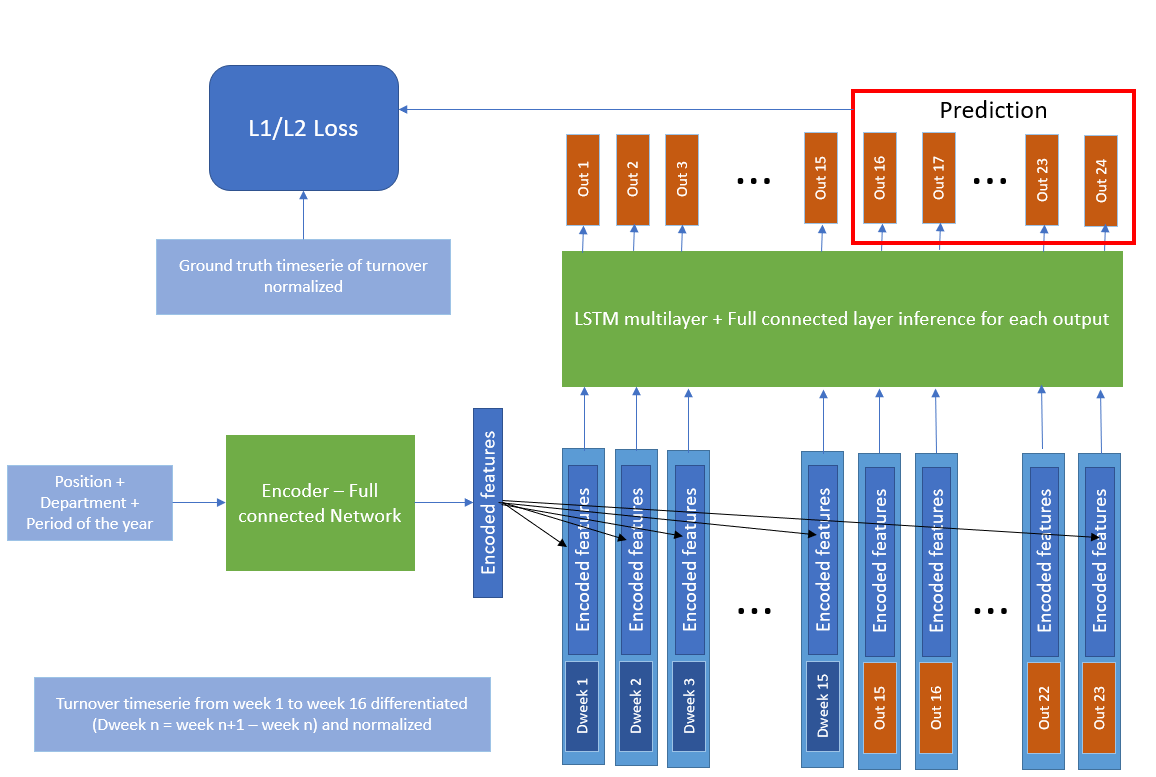 Prediction
L1/L2 Loss
Out 1
Out 2
Out 3
...
Out 15
Out 16
Out 17
...
Out 23
Out 24
Ground truth timeserie of turnover
normalized
LSTM multilayer + Full connected layer inference for each output
Position +
Department +
Period of the year
Encoder – Full
connected Network
Encoded features
Encoded features
Encoded features
Encoded features
...
Encoded features
Encoded features
Encoded features
...
Encoded features
Encoded features
Dweek 1
Dweek 2
Dweek 3
Dweek 15
Out 15
Out 16
Out 22
Out 23
Turnover timeserie from week 1 to week 16 differentiated
(Dweek n = week n+1 – week n) and normalized